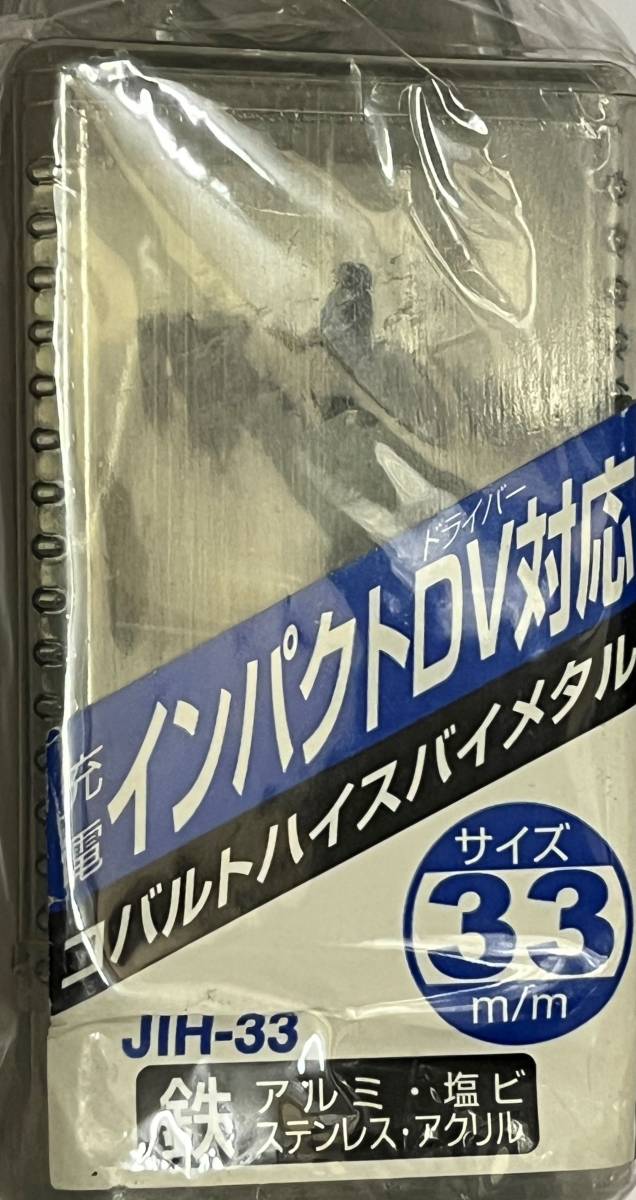 ドライバー
充電インパクトDV対応
コバルトハイスバイメタル
サイズ
33
m/m
JIH-33
鉄 アルミ・塩ビ
ステンレス・アクリル